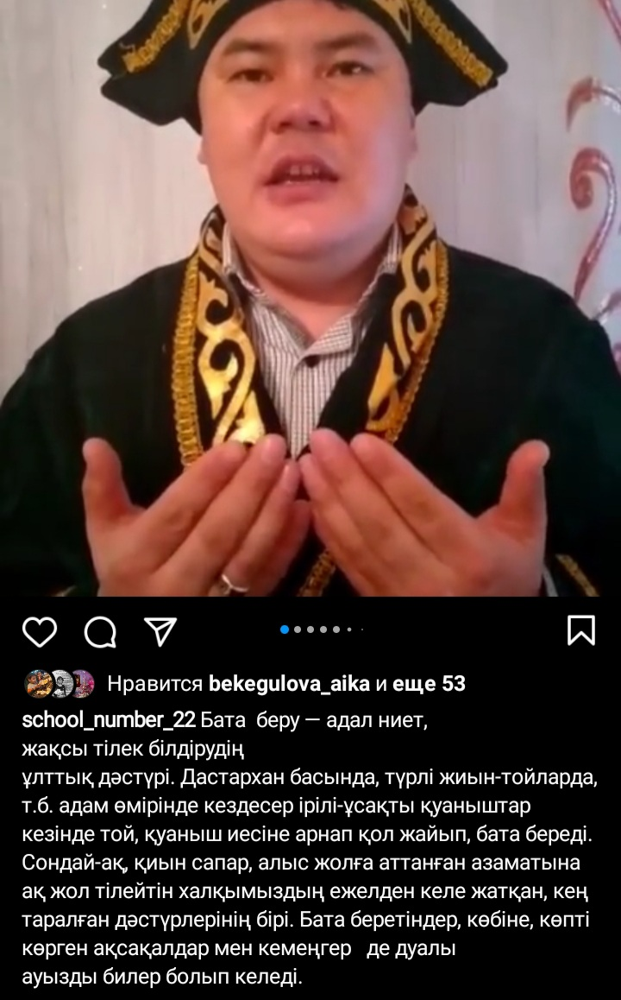 Нравится bekegulova_aika и еще 53
school_number_22 Бата беру — адал ниет,
жақсы тілек білдірудің
ұлттық дәстүрі. Дастархан басында, түрлі жиын-тойларда,
т.б. адам өмірінде кездесер ірілі-ұсақты қуаныштар
кезінде той, қуаныш иесіне арнап қол жайып, бата береді.
Сондай-ақ, қиын сапар, алыс жолға аттанған азаматына
ақ жол тілейтін халқымыздың ежелден келе жатқан, кең
таралған дәстүрлерінің бірі. Бата беретіндер, көбіне, көпті
көрген ақсақалдар мен кемеңгер де дуалы
ауызды билер болып келеді.